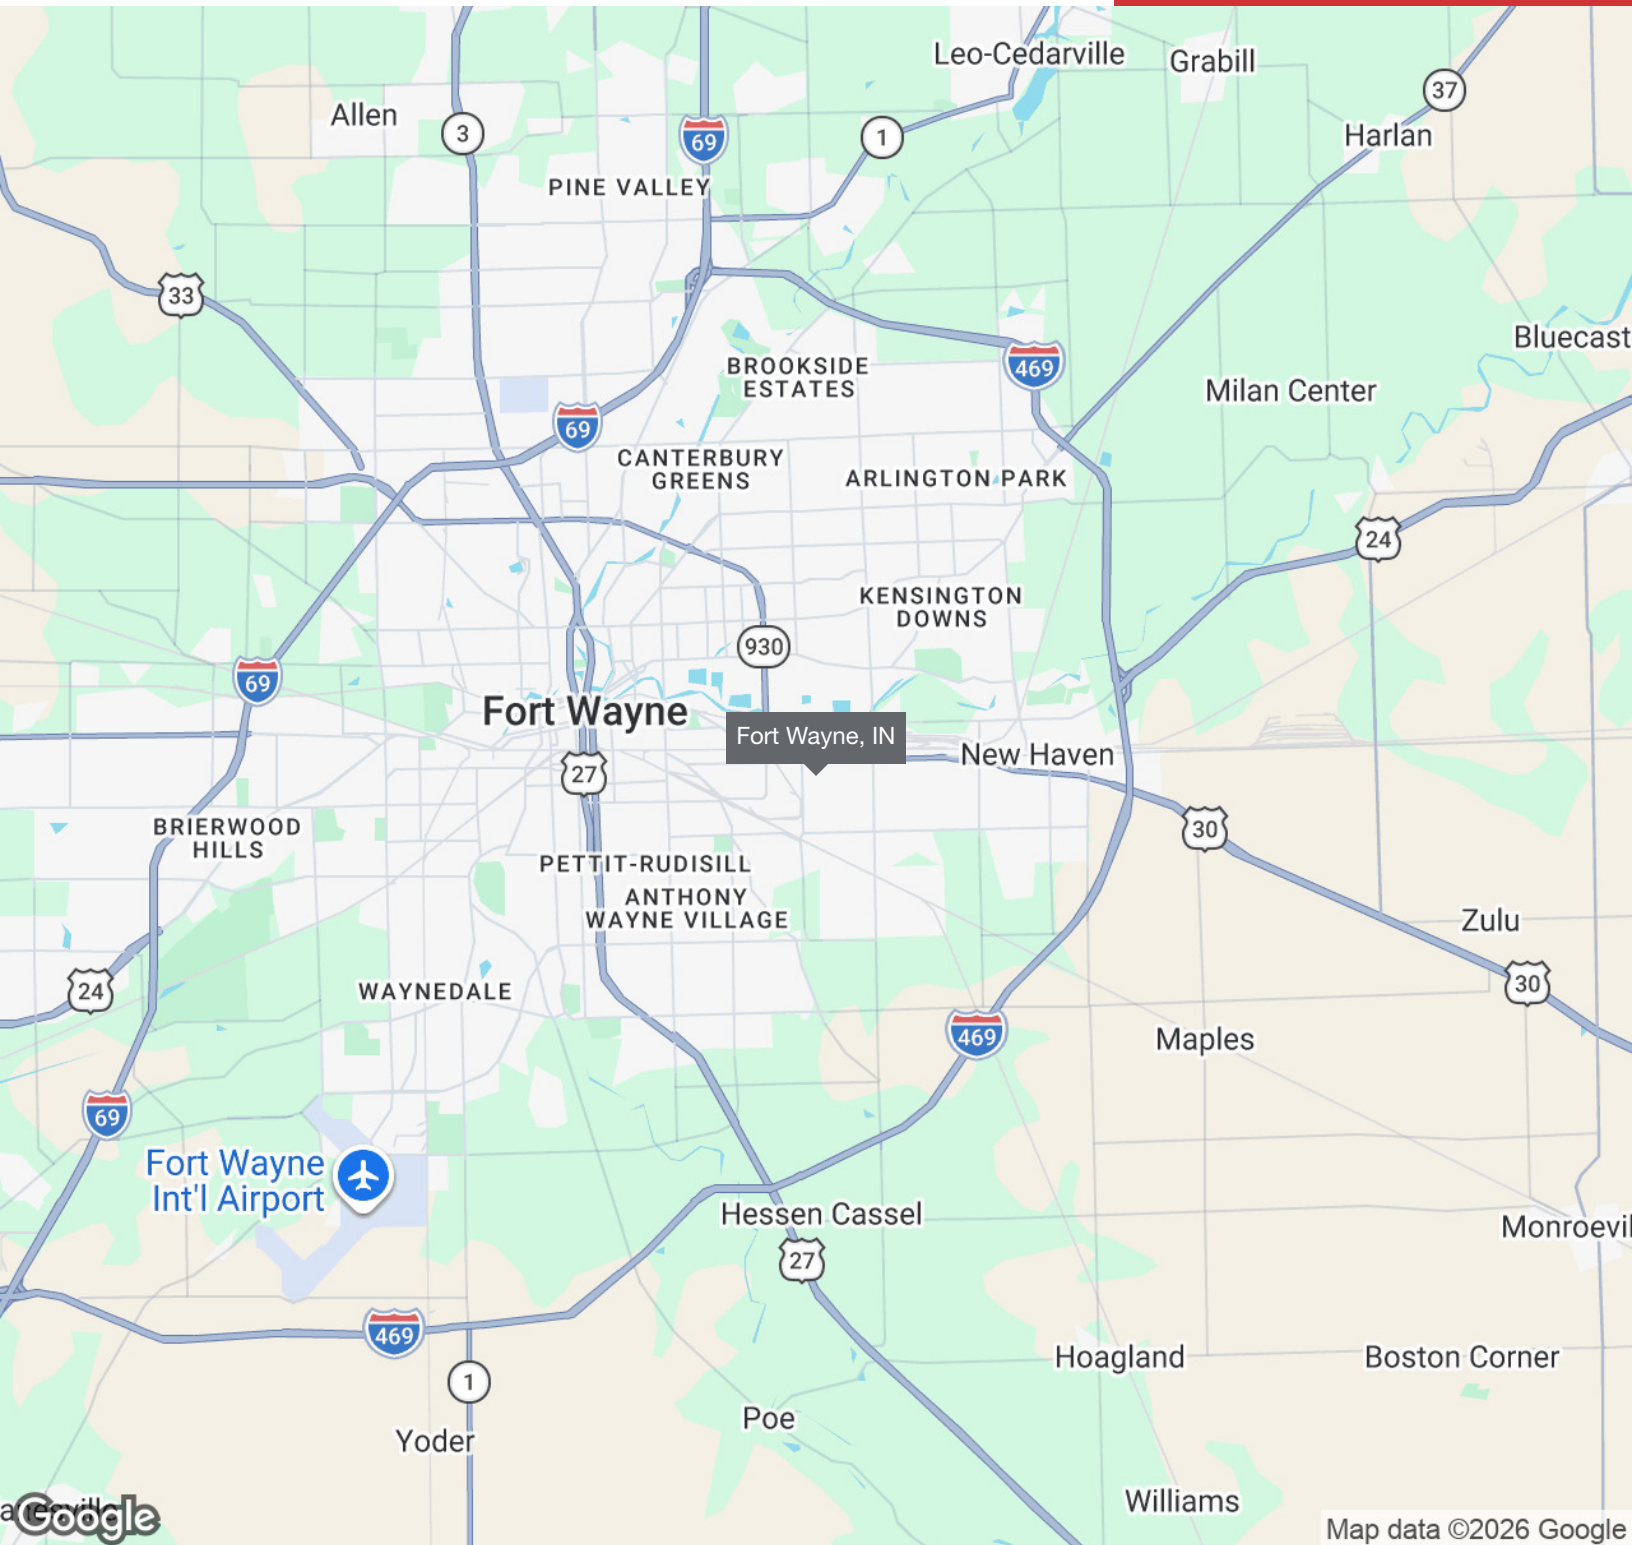 Leo-Cedarville
Grabill
37
Allen
3
69
1
Harlan
PINE VALLEY
33
Bluecast
BROOKSIDE
ESTATES
469
Milan Center
69
CANTERBURY
GREENS
ARLINGTON PARK
24
KENSINGTON
DOWNS
930
69
Fort Wayne
Fort Wayne, IN
New Haven
27
BRIERWOOD
HILLS
30
PETTIT-RUDISILL
ANTHONY
WAYNE VILLAGE
Zulu
24
WAYNEDALE
30
469
Maples
69
Fort Wayne
Int'l Airport
Hessen Cassel
Monroevil
27
469
Hoagland
Boston Corner
1
Poe
Yoder
Williams
Google
Map data ©2026 Google